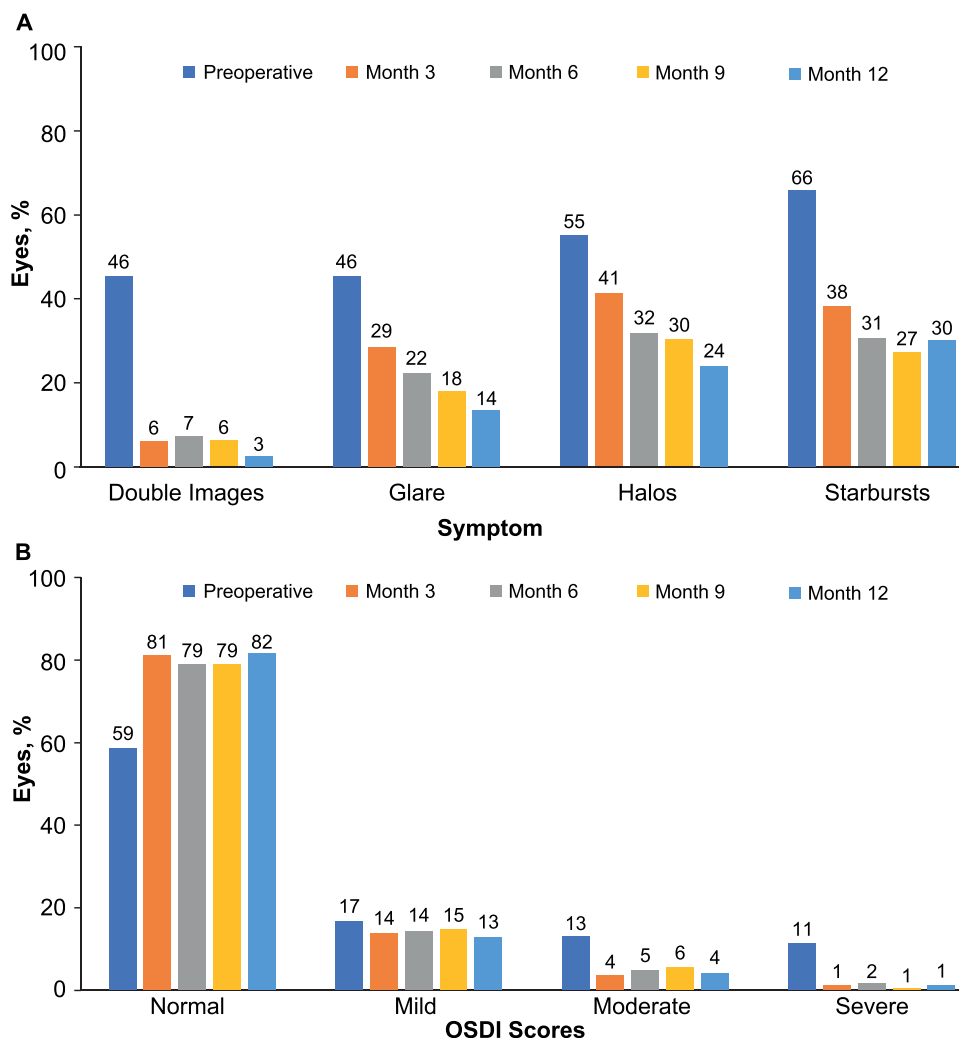 A
100
80
60
40
20
0
Eyes, %
Preoperative Month 3 Month 6 Month 9 Month 12
46 6 7 6 3
46 29 22 18 14
55 41 32 30 24
66 38 31 27 30
Double Images Glare Halos Starbursts
Symptom
B
100
80
60
40
20
0
Eyes, %
Preoperative Month 3 Month 6 Month 9 Month 12
59 81 79 79 82
17 14 14 15 13
13 4 5 6 4
11 1 2 1 1
Normal Mild Moderate Severe
OSDI Scores